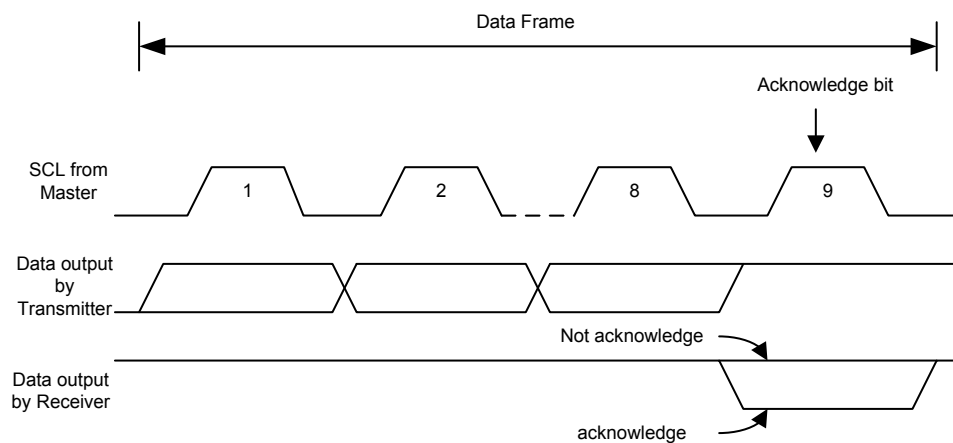 Data Frame
Acknowledge bit
SCL from
Master
1
2
8
9
Data output
by
Transmitter
Not acknowledge
Data output
by Receiver
acknowledge